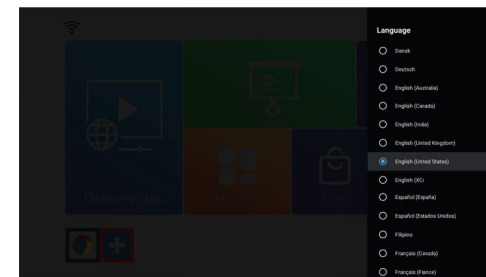 Language
Dansk
Deutsch
English (Australia)
English (Canada)
English (India)
English (United Kingdom)
English (United States)
English (XC)
Español (España)
Español (Estados Unidos)
Filipino
Français (Canada)
Français (France)
Online video